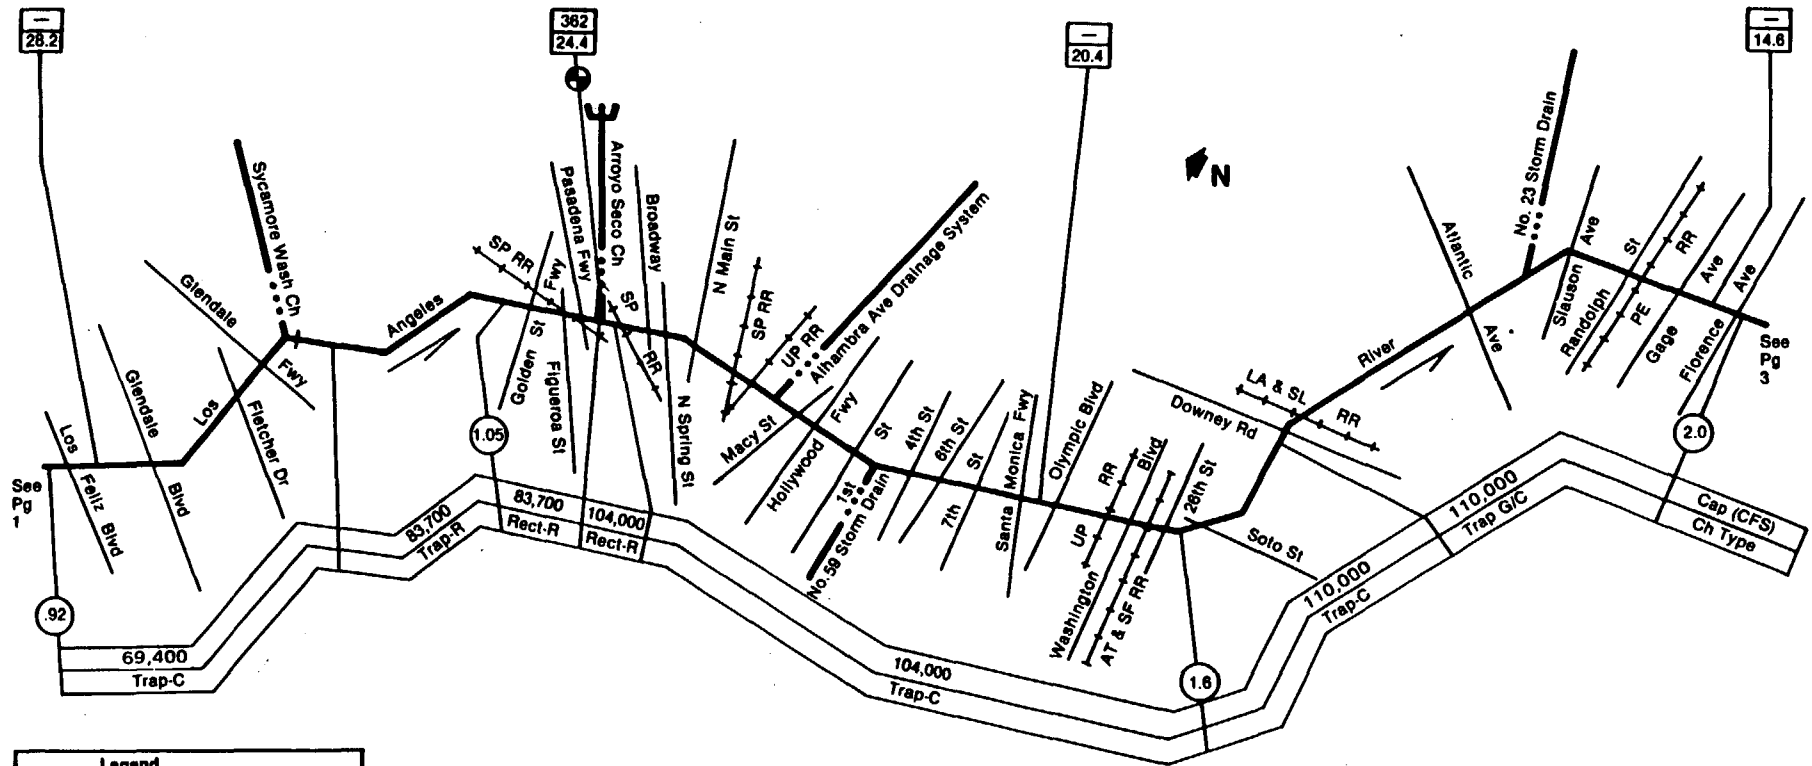 —
28.2
362
24.4
—
20.4
—
14.6
N
Sycamore Wash Ch
Glendale
Fwy
Glendale
Blvd
Los
Feliz Blvd
Fletcher Dr
Los
Angeles
River
SP RR
Golden St
Fwy
Pasadena Fwy
Figueroa St
Arroyo Seco Ch
SP
RR
Broadway
N Spring St
N Main St
SP RR
UP RR
Alhambra Ave Drainage System
Macy St
Hollywood
Fwy
1st
St
No. 59 Storm Drain
4th St
6th St
7th
St
Santa Monica Fwy
Olympic Blvd
UP
RR
Washington
Blvd
AT & SF RR
26th St
Soto St
Downey Rd
LA & SL
RR
Atlantic
Ave
No. 23 Storm Drain
Slauson
Ave
Randolph
St
PE
RR
Gage
Ave
Florence
Ave
See
Pg
1
See
Pg
3
.92
1.05
1.6
2.0
69,400
Trap-C
83,700
Trap-R
83,700
Rect-R
104,000
Rect-R
104,000
Trap-C
110,000
Trap-C
110,000
Trap G/C
Cap (CFS)
Ch Type
Legend